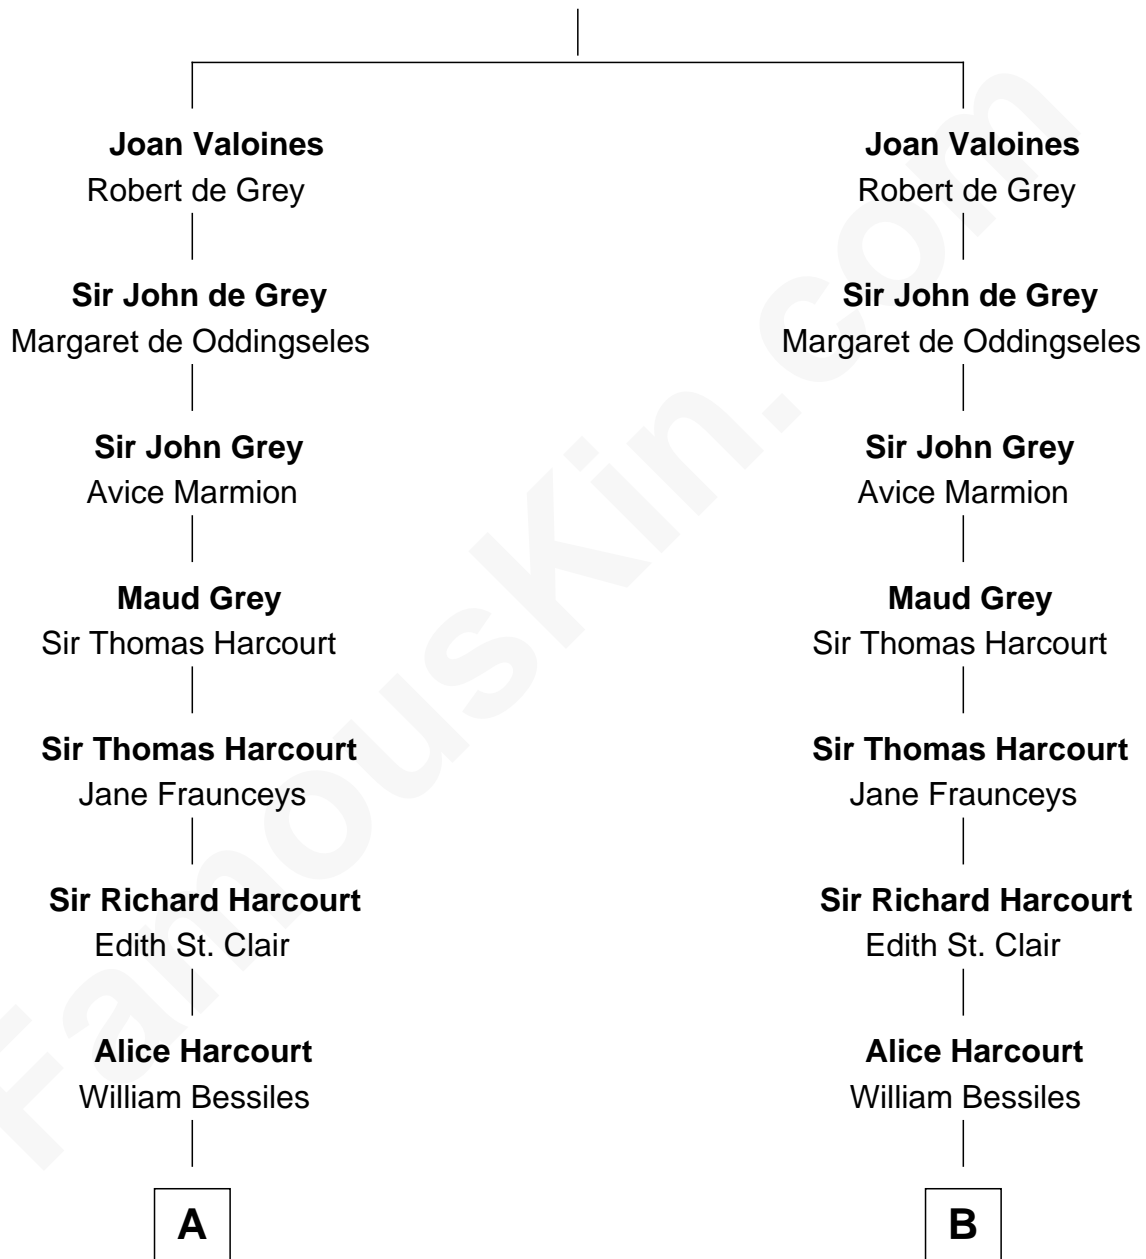 Joan Valoines
Robert de Grey
Sir John de Grey
Margaret de Oddingseles
Sir John Grey
Avice Marmion
Maud Grey
Sir Thomas Harcourt
Sir Thomas Harcourt
Jane Fraunceys
Sir Richard Harcourt
Edith St. Clair
Alice Harcourt
William Bessiles
A
Joan Valoines
Robert de Grey
Sir John de Grey
Margaret de Oddingseles
Sir John Grey
Avice Marmion
Maud Grey
Sir Thomas Harcourt
Sir Thomas Harcourt
Jane Fraunceys
Sir Richard Harcourt
Edith St. Clair
Alice Harcourt
William Bessiles
B
FamousKin.com